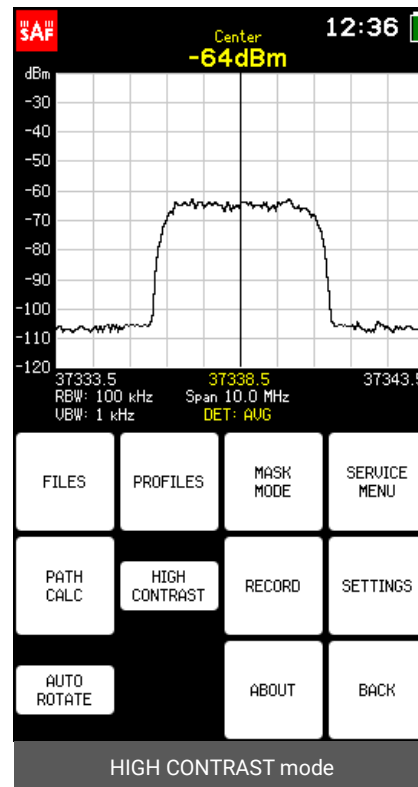 SAF
12:36
Center
-64dBm
dBm
-30
-40
-50
-60
-70
-80
-90
-100
-110
-120
37333.5 37338.5 37343.5
RBW: 100 kHz Span 10.0 MHz
VBW: 1 kHz DET: AVG
FILES
PROFILES
MASK
MODE
SERVICE
MENU
PATH
CALC
HIGH
CONTRAST
RECORD
SETTINGS
AUTO
ROTATE
ABOUT
BACK
HIGH CONTRAST mode